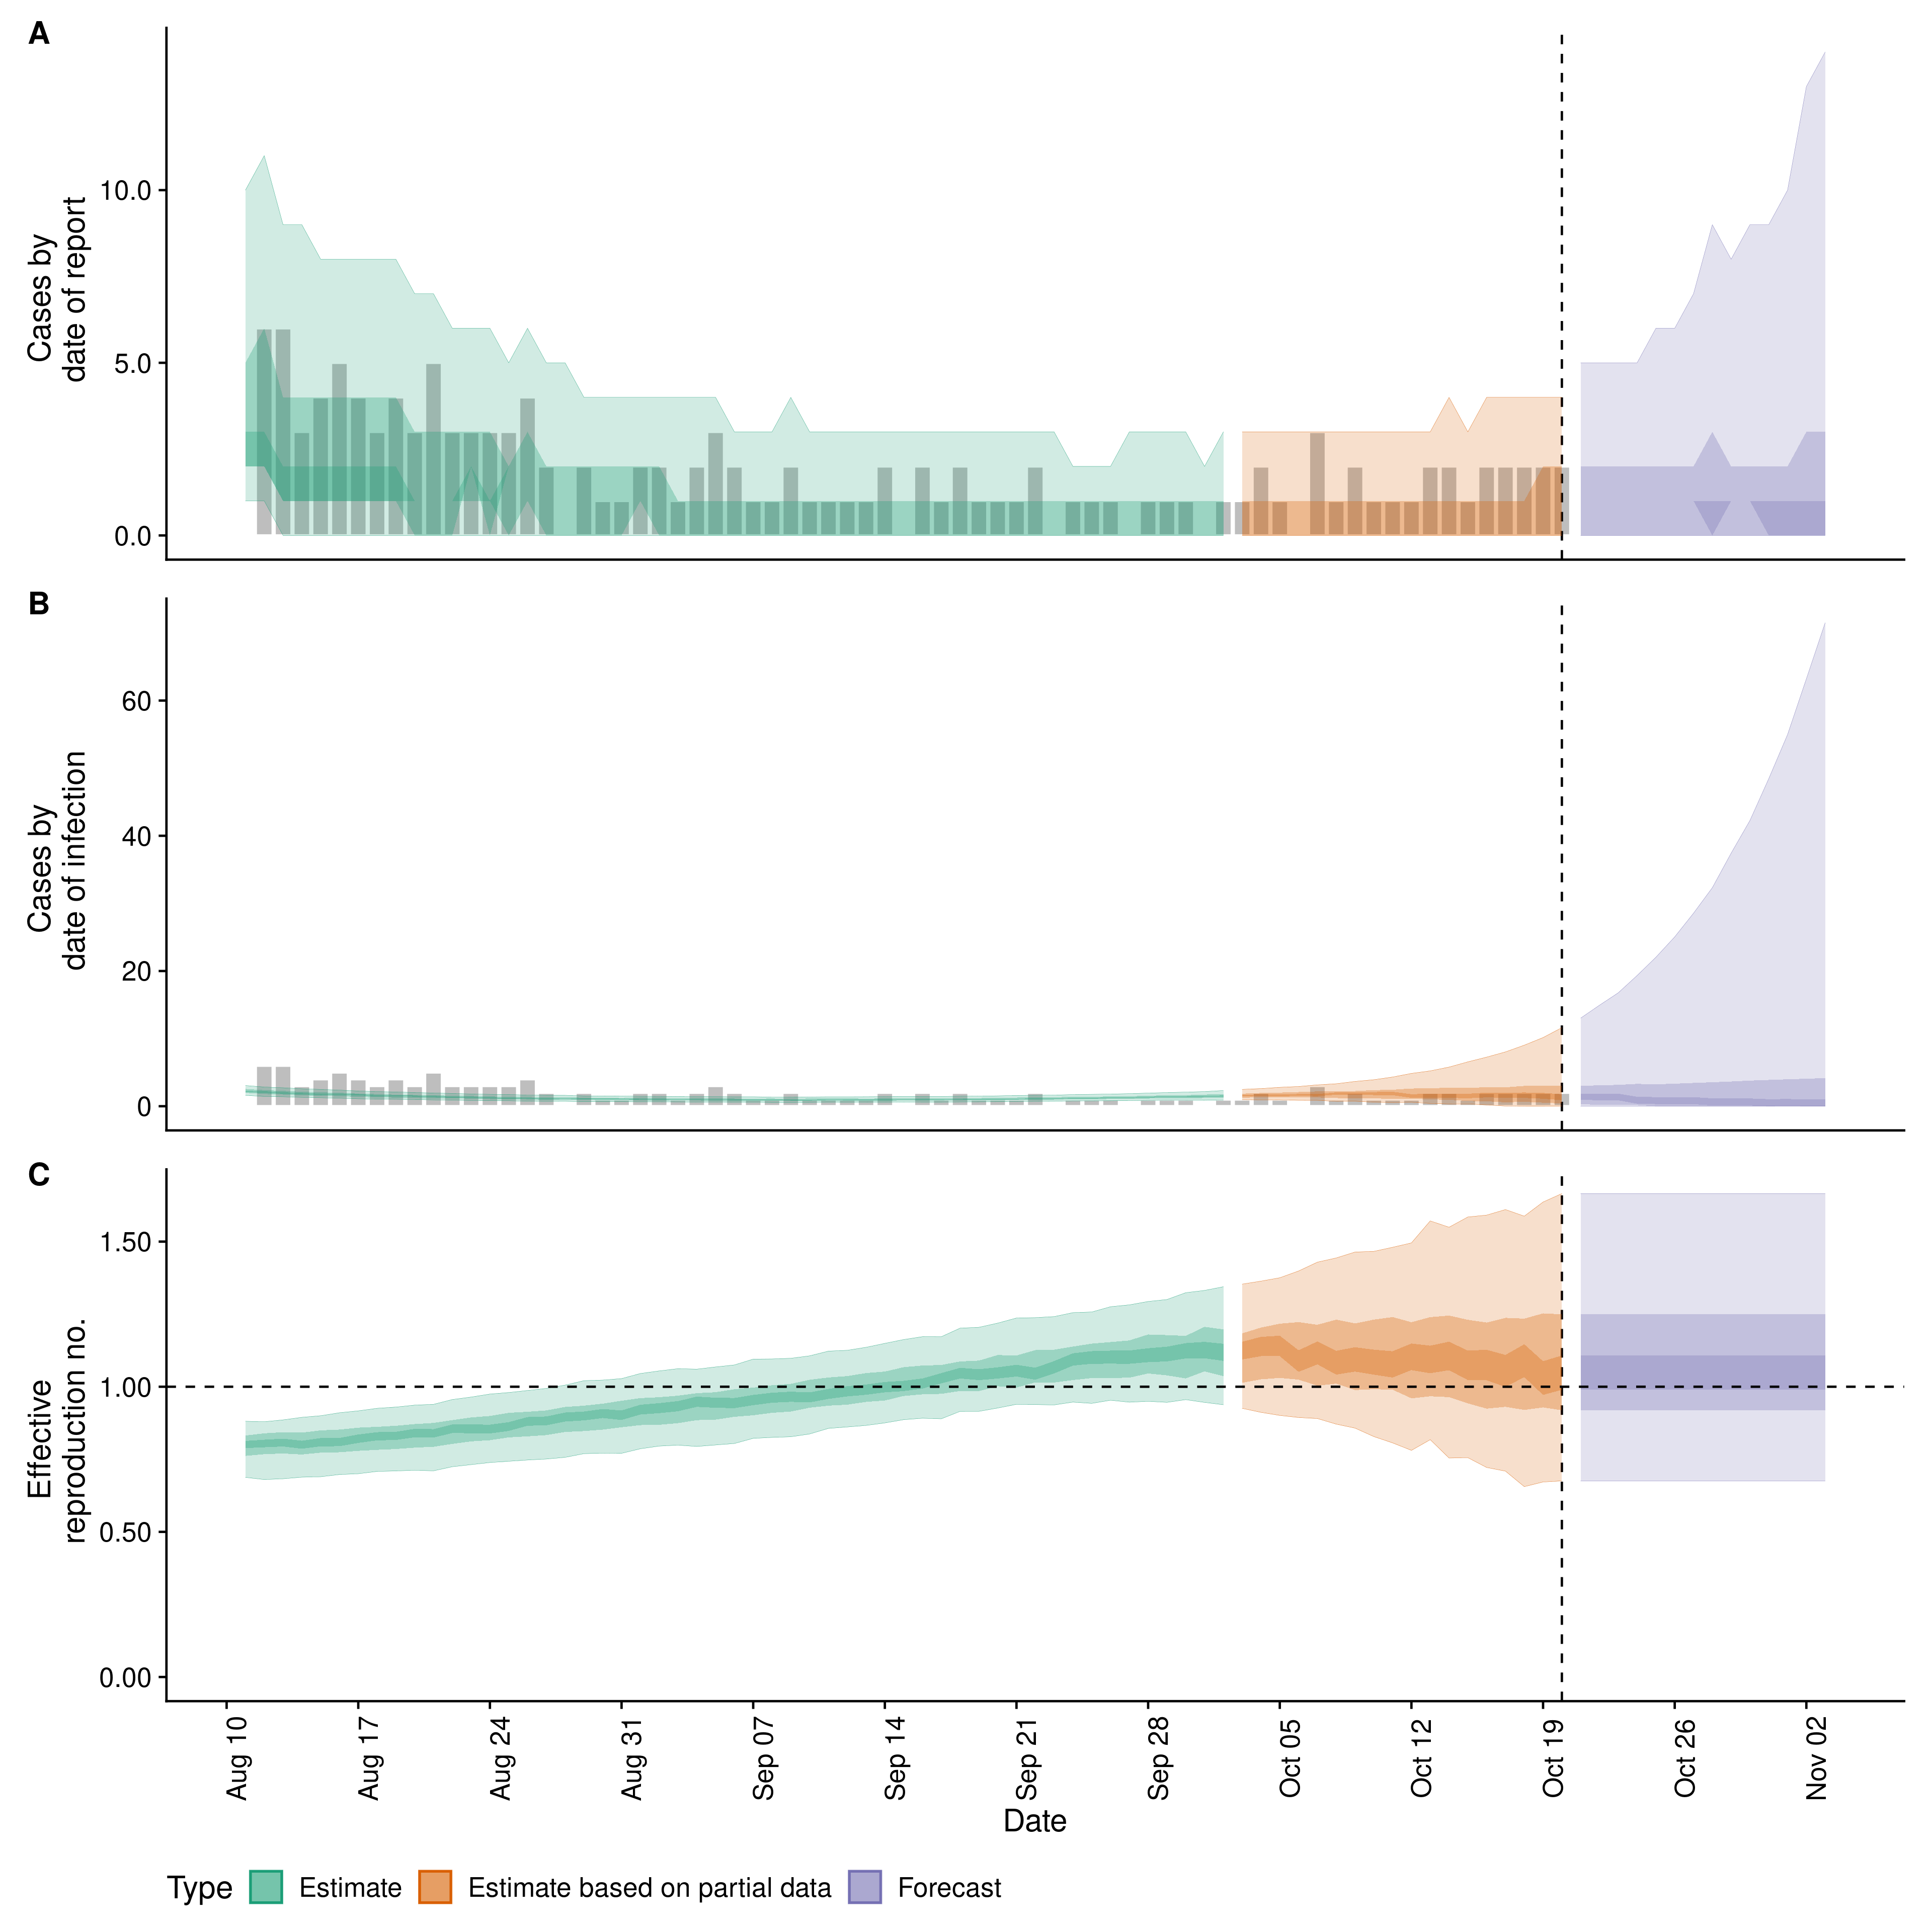 A
Cases by
date of report
10.0
5.0
0.0
B
Cases by
date of infection
60
40
20
0
C
Effective
reproduction no.
1.50
1.00
0.50
0.00
Aug 10
Aug 17
Aug 24
Aug 31
Sep 07
Sep 14
Sep 21
Sep 28
Oct 05
Oct 12
Oct 19
Oct 26
Nov 02
Date
Type Estimate Estimate based on partial data Forecast